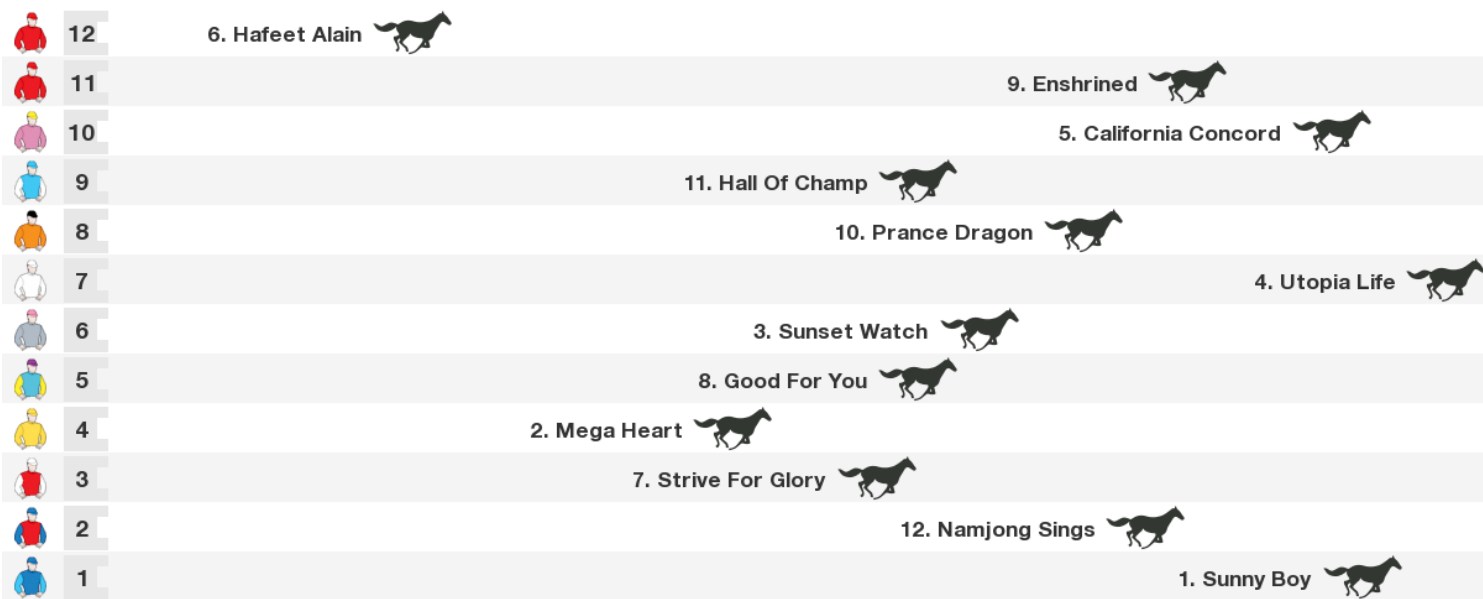 12 6. Hafeet Alain
11 9. Enshrined
10 5. California Concord
9 11. Hall Of Champ
8 10. Prance Dragon
7 4. Utopia Life
6 3. Sunset Watch
5 8. Good For You
4 2. Mega Heart
3 7. Strive For Glory
2 12. Namjong Sings
1 1. Sunny Boy